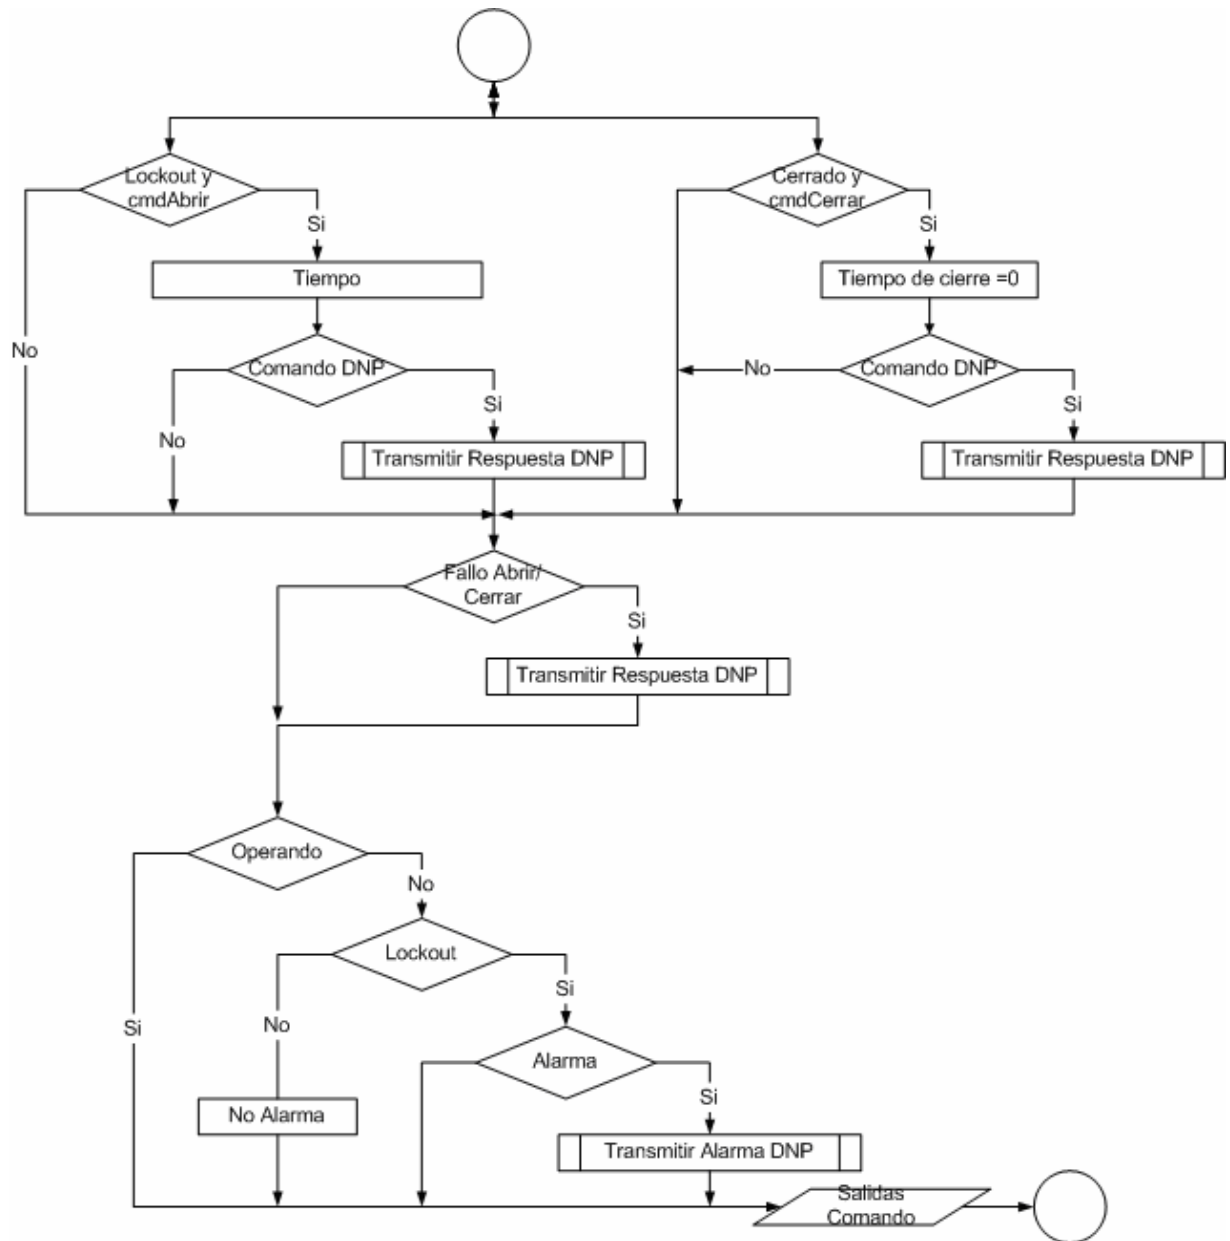 Lockout y
cmdAbrir
Cerrado y
cmdCerrar
Si
Si
Tiempo
Tiempo de cierre =0
No
Comando DNP
No
Comando DNP
Si
Si
No
Transmitir Respuesta DNP
Transmitir Respuesta DNP
Fallo Abrir/
Cerrar
Si
Transmitir Respuesta DNP
Operando
No
Lockout
Si
Si
No
Alarma
Si
No Alarma
Transmitir Alarma DNP
Salidas
Comando